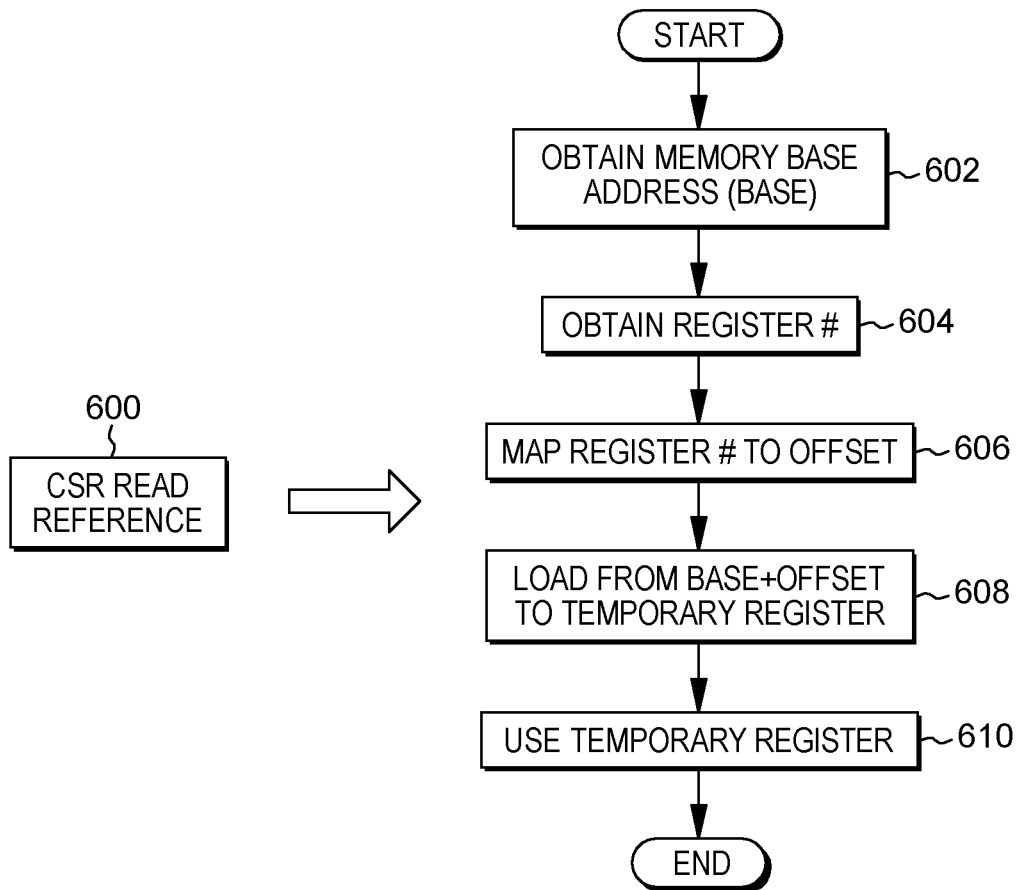 START
OBTAIN MEMORY BASE
ADDRESS (BASE)
602
OBTAIN REGISTER #
604
600
CSR READ
REFERENCE
MAP REGISTER # TO OFFSET
606
LOAD FROM BASE+OFFSET
TO TEMPORARY REGISTER
608
USE TEMPORARY REGISTER
610
END